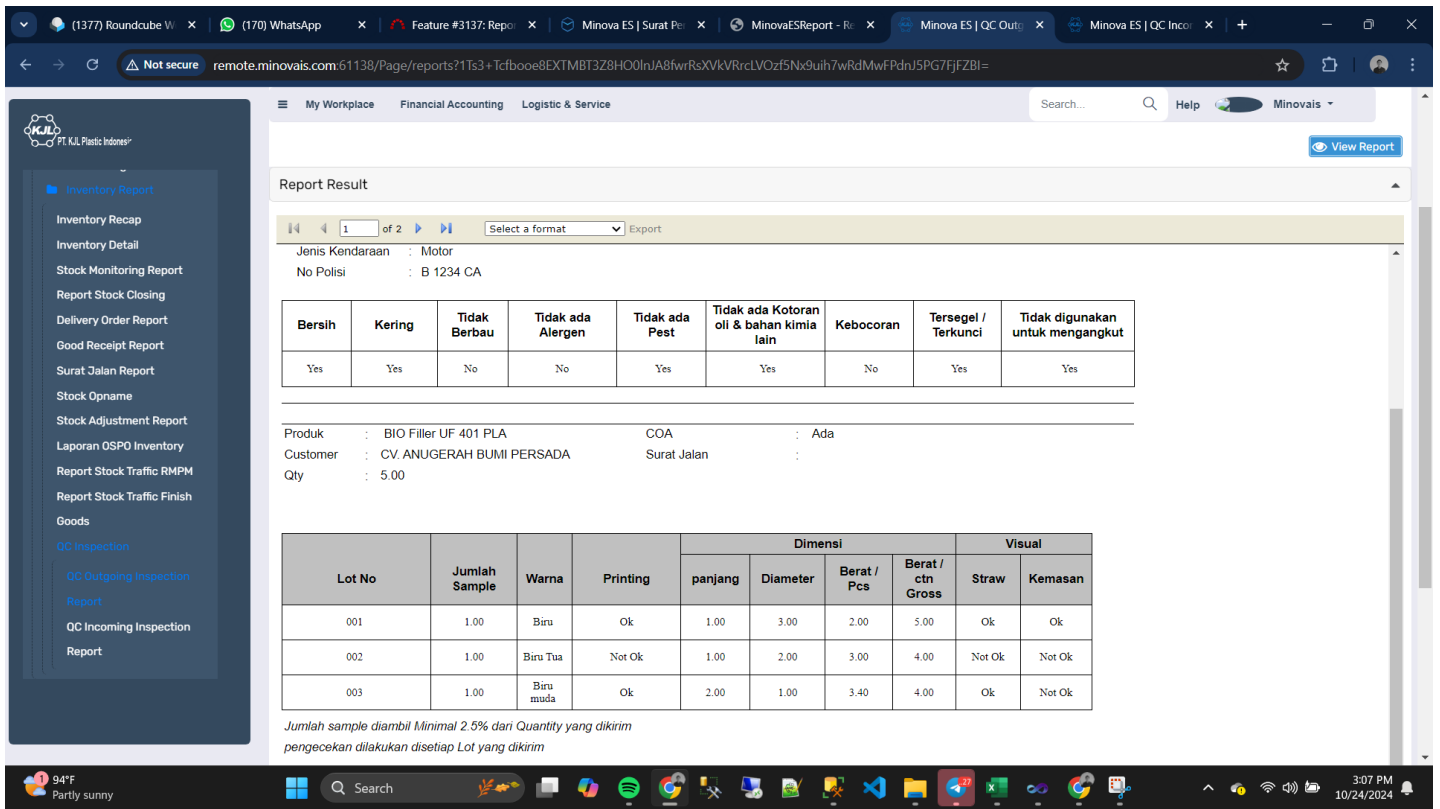 (1377) Roundcube W
(170) WhatsApp
Feature #3137: Repo
Minova ES | Surat Pe
MinovaESReport - Re
Minova ES | QC Outg
Minova ES | QC Incor
Not secure remote.minovais.com:61138/Page/reports?1Ts3+Tcfbooe8EXTMBT3Z8HO0lnJA8fwrRsXVkVRrcLVOzf5Nx9uih7wRdMwFPdnJ5PG7FjFZBI=
KJL
PT. KJL Plastic Indonesi
My Workplace Financial Accounting Logistic & Service Search... Help Minovais
View Report
Inventory Report
Inventory Recap
Inventory Detail
Stock Monitoring Report
Report Stock Closing
Delivery Order Report
Good Receipt Report
Surat Jalan Report
Stock Opname
Stock Adjustment Report
Laporan OSPO Inventory
Report Stock Traffic RMPM
Report Stock Traffic Finish
Goods
QC Inspection
QC Outgoing Inspection
Report
QC Incoming Inspection
Report
Report Result
1 of 2 Select a format Export
Jenis Kendaraan : Motor
No Polisi : B 1234 CA
Bersih Kering Tidak Berbau Tidak ada Alergen Tidak ada Pest Tidak ada Kotoran oli & bahan kimia lain Kebocoran Tersegel / Terkunci Tidak digunakan untuk mengangkut
Yes Yes No No Yes Yes No Yes Yes
Produk : BIO Filler UF 401 PLA COA : Ada
Customer : CV. ANUGERAH BUMI PERSADA Surat Jalan :
Qty : 5.00
Dimensi Visual
Lot No Jumlah Sample Warna Printing panjang Diameter Berat / Pcs Berat / ctn Gross Straw Kemasan
001 1.00 Biru Ok 1.00 3.00 2.00 5.00 Ok Ok
002 1.00 Biru Tua Not Ok 1.00 2.00 3.00 4.00 Not Ok Not Ok
003 1.00 Biru muda Ok 2.00 1.00 3.40 4.00 Ok Not Ok
Jumlah sample diambil Minimal 2.5% dari Quantity yang dikirim
pengecekan dilakukan disetiap Lot yang dikirim
1
94°F
Partly sunny
Search
27
3:07 PM
10/24/2024